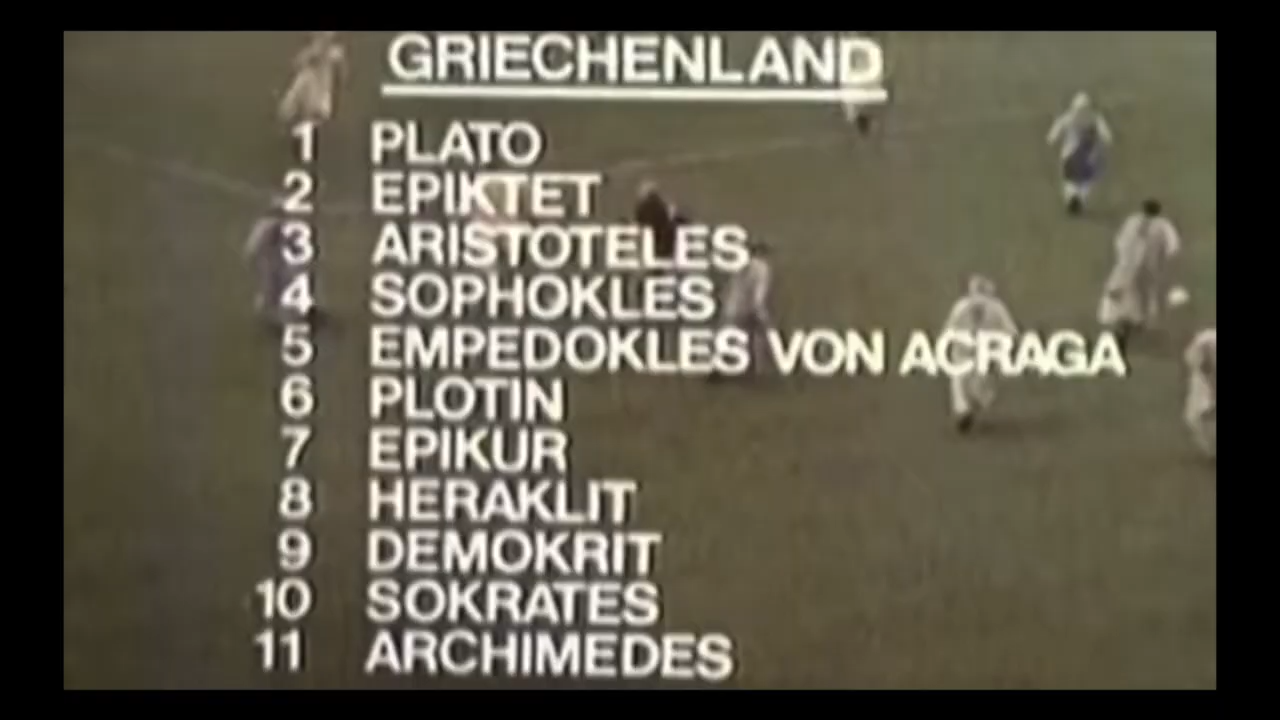 GRIECHENLAND
1 PLATO
2 EPIKTET
3 ARISTOTELES
4 SOPHOKLES
5 EMPEDOKLES VON ACRAGA
6 PLOTIN
7 EPIKUR
8 HERAKLIT
9 DEMOKRIT
10 SOKRATES
11 ARCHIMEDES